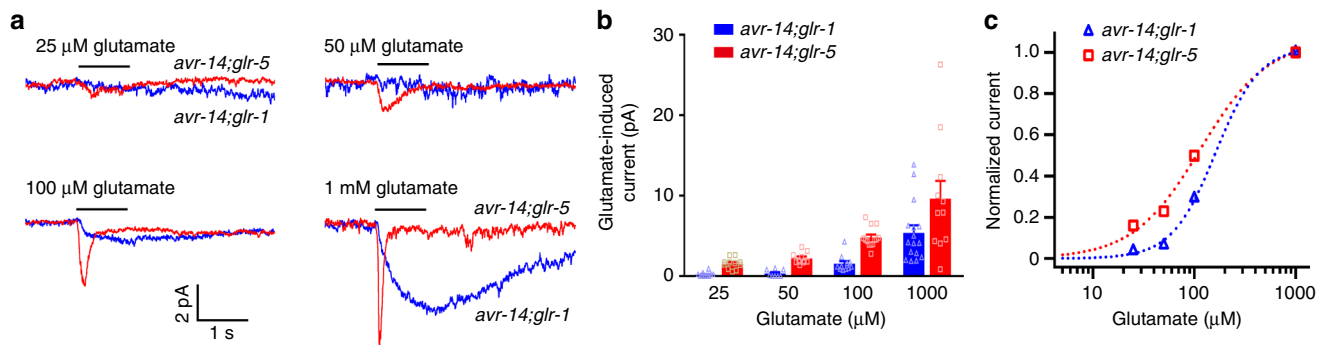 a
25 μM glutamate
avr-14;glr-5
avr-14;glr-1
50 μM glutamate
100 μM glutamate
1 mM glutamate
avr-14;glr-5
avr-14;glr-1
2 pA
1 s
b
avr-14;glr-1
avr-14;glr-5
Glutamate-induced
current (pA)
30
20
10
0
25
50
100
1000
Glutamate (μM)
c
avr-14;glr-1
avr-14;glr-5
Normalized current
1.0
0.8
0.6
0.4
0.2
0
10
100
1000
Glutamate (μM)